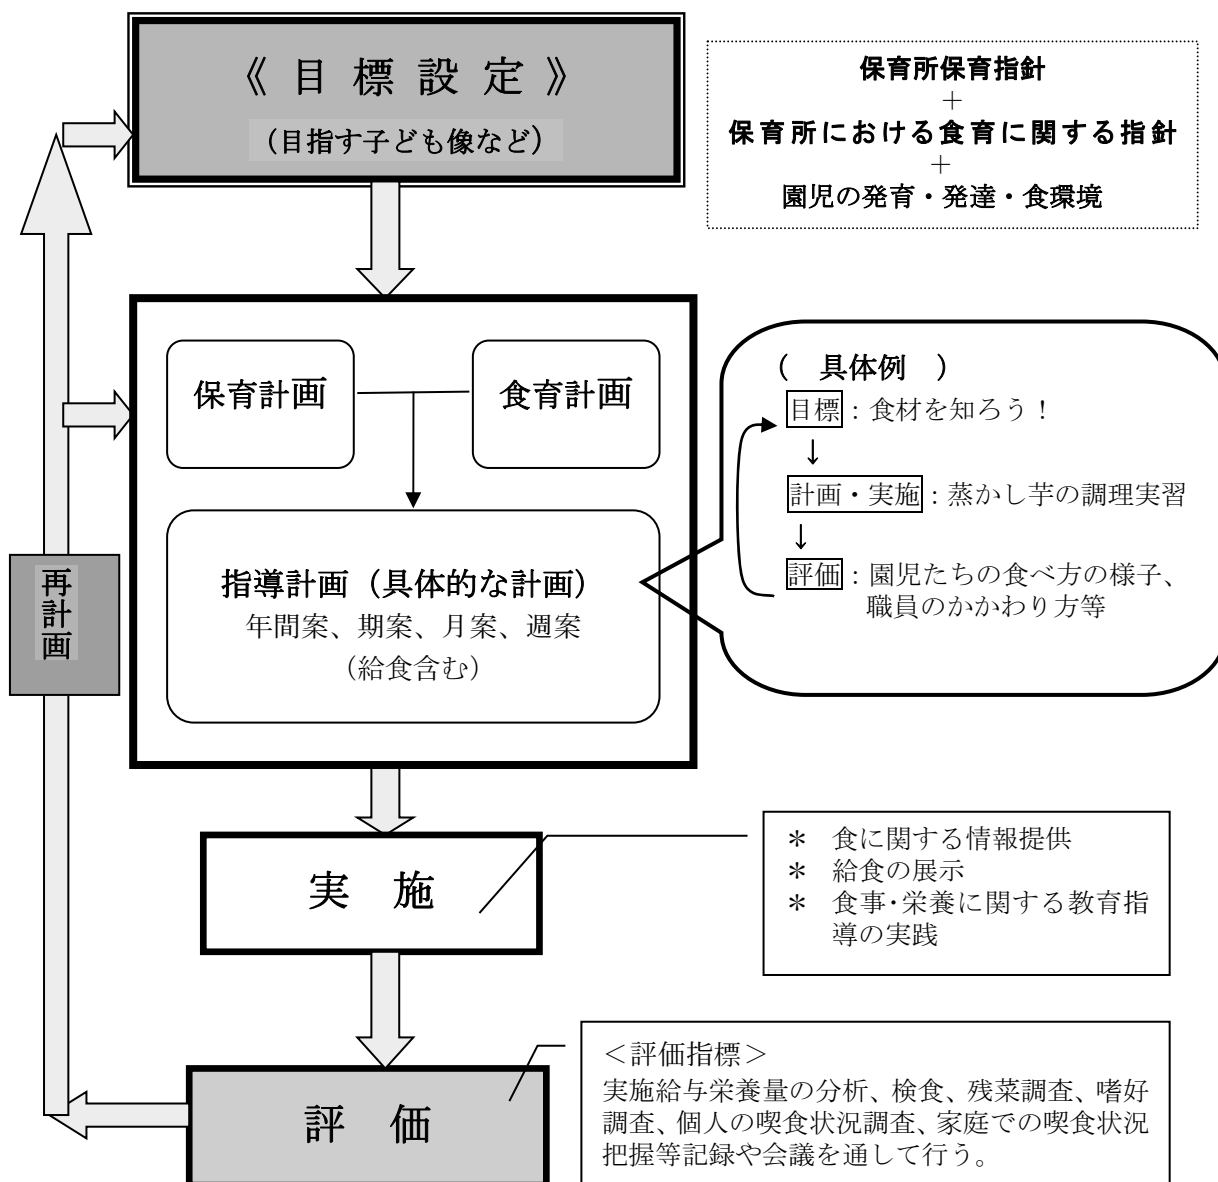 《 目 標 設 定 》
（目指す子ども像など）
保育所保育指針
＋
保育所における食育に関する指針
＋
園児の発育・発達・食環境
保育計画
食育計画
指導計画（具体的な計画）
年間案、期案、月案、週案
（給食含む）
（　具体例　）
目標：食材を知ろう！
↓
計画・実施：蒸かし芋の調理実習
↓
評価：園児たちの食べ方の様子、
職員のかかわり方等
再計画
実　施
＊　食に関する情報提供
＊　給食の展示
＊　食事・栄養に関する教育指
導の実践
評　価
＜評価指標＞
実施給与栄養量の分析、検食、残菜調査、嗜好
調査、個人の喫食状況調査、家庭での喫食状況
把握等記録や会議を通して行う。